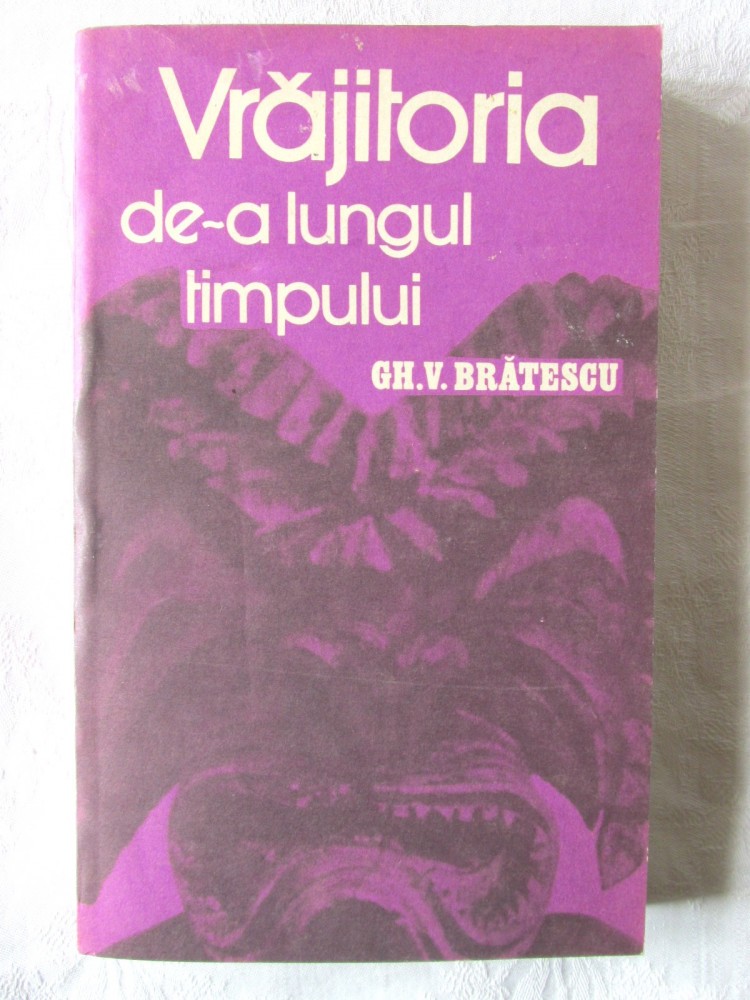 Vrăjitoria
de-a lungul
timpului
GH.V. BRĂTESCU